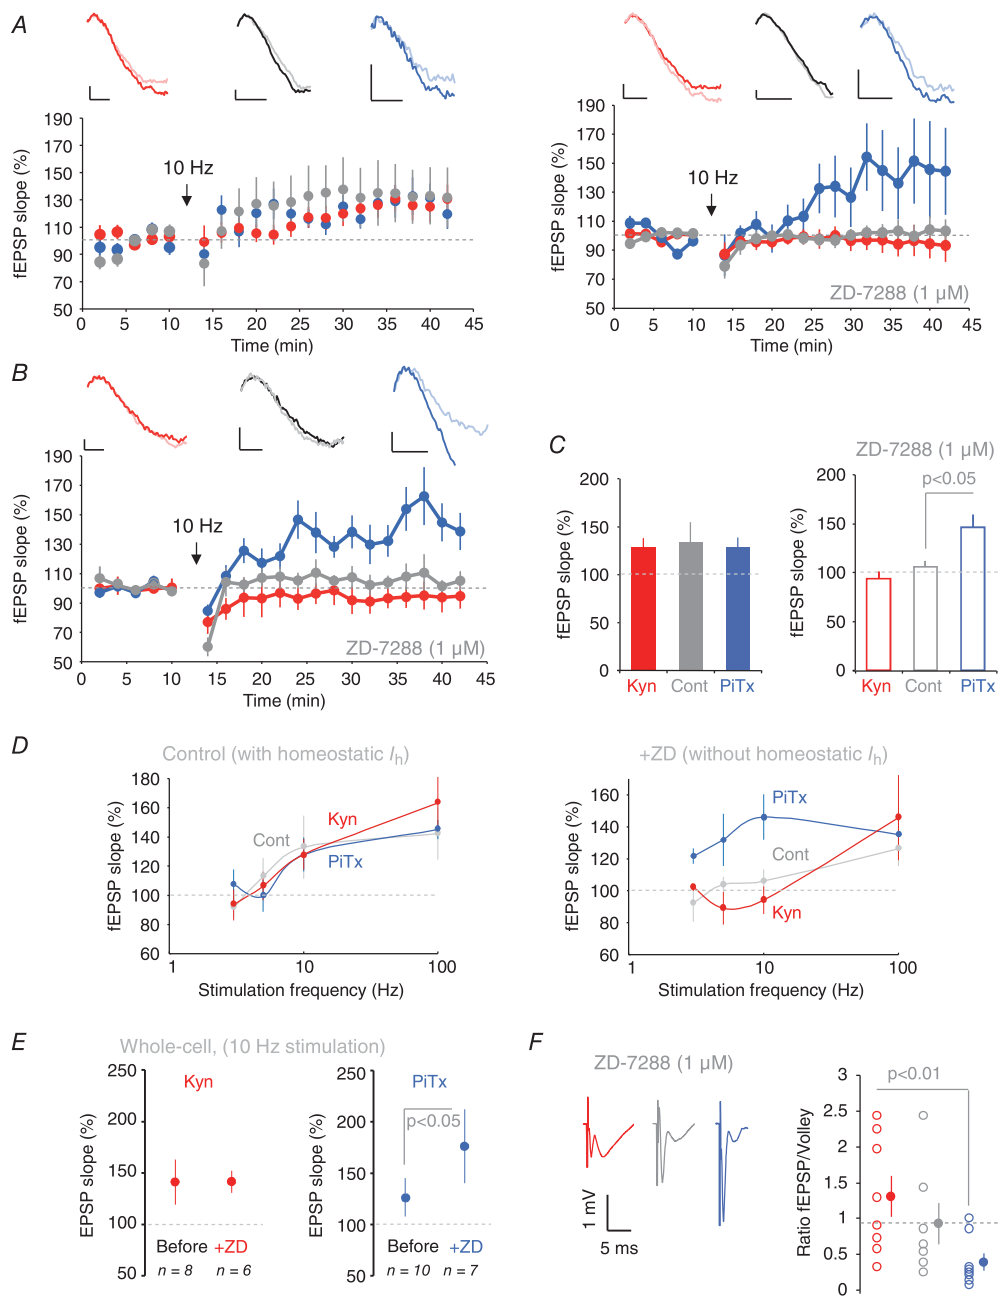 A
190
170
150
130
110
90
70
50
fEPSP slope (%)
10 Hz
0
5
10
15
20
25
30
35
40
45
Time (min)
190
170
150
130
110
90
70
50
fEPSP slope (%)
10 Hz
ZD-7288 (1 µM)
0
5
10
15
20
25
30
35
40
45
Time (min)
B
190
170
150
130
110
90
70
50
fEPSP slope (%)
10 Hz
ZD-7288 (1 µM)
0
5
10
15
20
25
30
35
40
45
Time (min)
C
200
150
100
50
0
fEPSP slope (%)
Kyn
Cont
PiTx
ZD-7288 (1 µM)
p<0.05
200
150
100
50
0
fEPSP slope (%)
Kyn
Cont
PiTx
D
Control (with homeostatic Ih)
180
160
140
120
100
80
60
fEPSP slope (%)
Kyn
Cont
PiTx
1
10
100
Stimulation frequency (Hz)
+ZD (without homeostatic Ih)
160
140
120
100
80
60
fEPSP slope (%)
PiTx
Cont
Kyn
1
10
100
Stimulation frequency (Hz)
E
Whole-cell, (10 Hz stimulation)
250
200
150
100
50
EPSP slope (%)
Kyn
Before +ZD
n = 8 n = 6
250
200
150
100
50
EPSP slope (%)
PiTx
p<0.05
Before +ZD
n = 10 n = 7
F
ZD-7288 (1 µM)
1 mV
5 ms
3
2.5
2
1.5
1
0.5
0
Ratio fEPSP/Volley
p<0.01